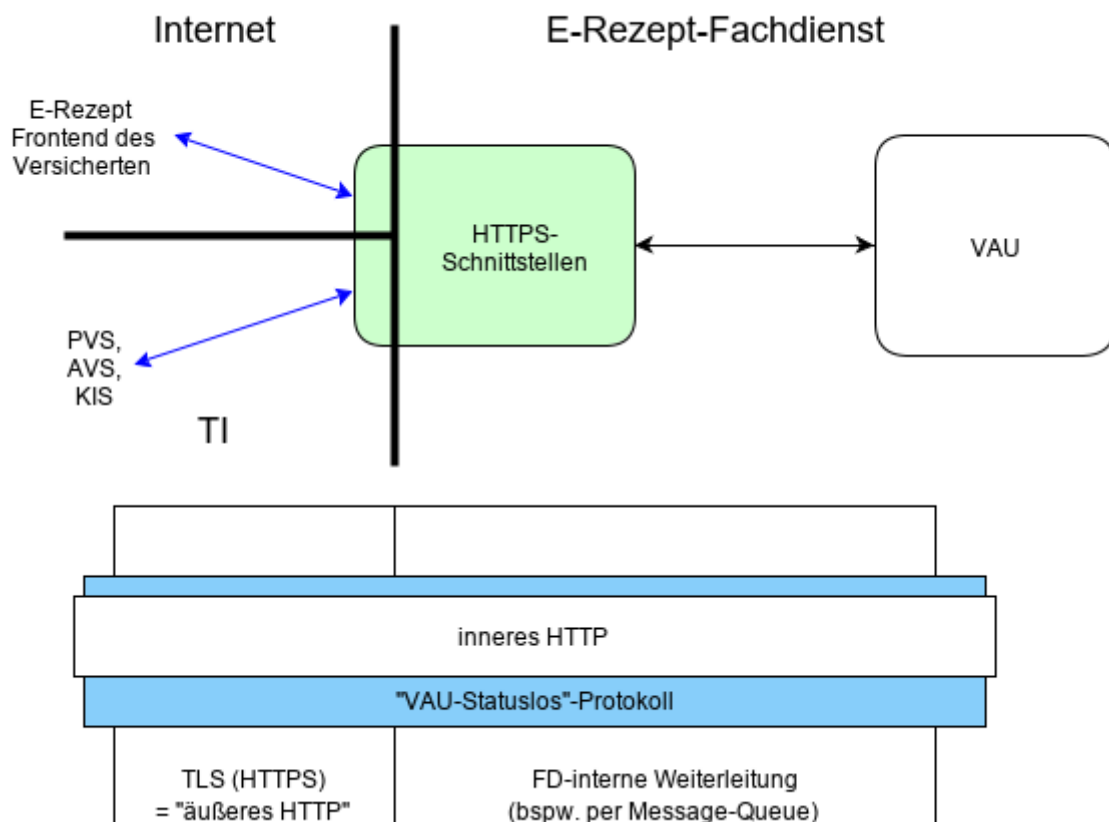 Internet
E-Rezept-Fachdienst
E-Rezept
Frontend des
Versicherten
HTTPS-
Schnittstellen
VAU
PVS,
AVS,
KIS
TI
inneres HTTP
"VAU-Statuslos"-Protokoll
TLS (HTTPS)
= "äußeres HTTP"
FD-interne Weiterleitung
(bspw. per Message-Queue)